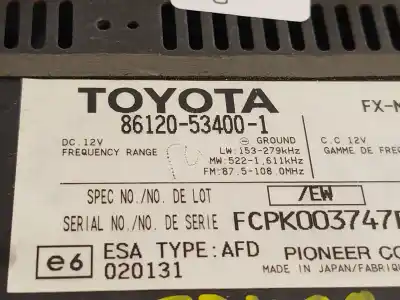 TOYOTA
FX-M
86120-53400-1
DC. 12V
⊖ GROUND
C.C. 12V
FREQUENCY RANGE
LW:153-279kHz
GAMME DE F
MW:522-1,611kHz
FM:87.5-108.0MHz
SPEC NO./NO. DE LOT
/EW
SERIAL NO./NO. DE SERIE
FCPK003747
e6
ESA TYPE:AFD
PIONEER CO
020131
MADE IN JAPAN/FABRIQU